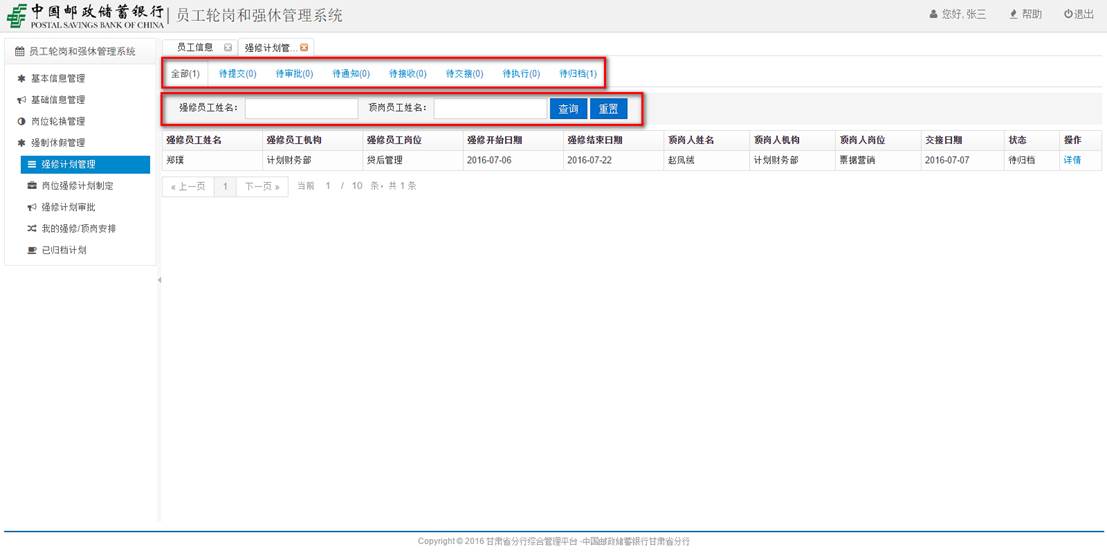 中国邮政储蓄银行 员工轮岗和强休管理系统 您好, 张三 帮助 退出
POSTAL SAVINGS BANK OF CHINA
员工轮岗和强休管理系统
基本信息管理
基础信息管理
岗位轮换管理
强制休假管理
强修计划管理
岗位强修计划制定
强修计划审批
我的强修/顶岗安排
已归档计划
员工信息 强修计划管...
全部(1) 待提交(0) 待审批(0) 待通知(0) 待接收(0) 待交接(0) 待执行(0) 待归档(1)
强修员工姓名: 顶岗员工姓名: 查询 重置
强修员工姓名 强修员工机构 强修员工岗位 强修开始日期 强修结束日期 顶岗人姓名 顶岗人机构 顶岗人岗位 交接日期 状态 操作
郑璞 计划财务部 贷后管理 2016-07-06 2016-07-22 赵凤绒 计划财务部 票据营销 2016-07-07 待归档 详情
« 上一页 1 下一页 » 当前 1 / 10 条, 共 1 条
Copyright © 2016 甘肃省分行综合管理平台 -中国邮政储蓄银行甘肃省分行